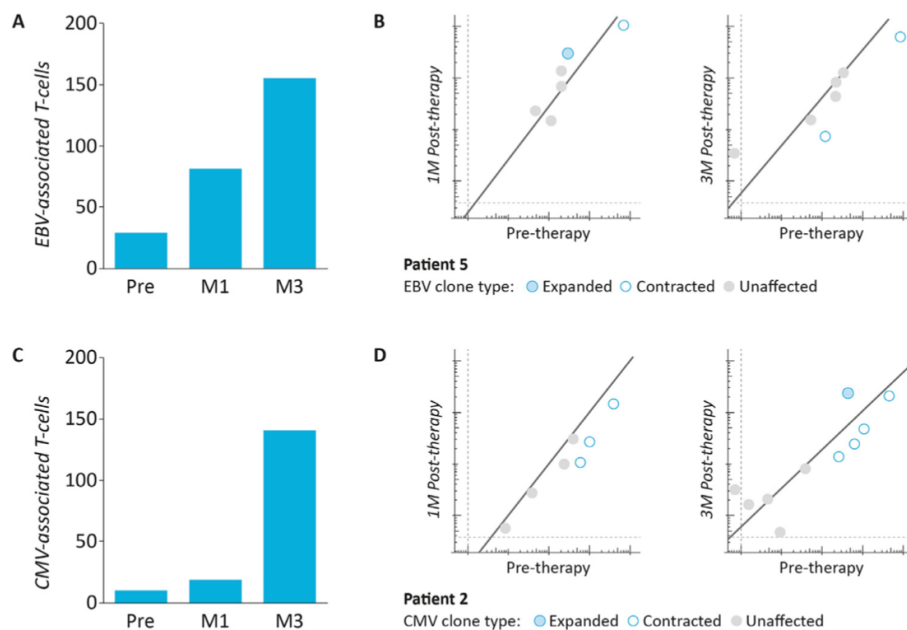 A
200
150
100
50
0
EBV-associated T-cells
Pre M1 M3
B
1M Post-therapy
Pre-therapy
3M Post-therapy
Pre-therapy
Patient 5
EBV clone type: Expanded Contracted Unaffected
C
200
150
100
50
0
CMV-associated T-cells
Pre M1 M3
D
1M Post-therapy
Pre-therapy
3M Post-therapy
Pre-therapy
Patient 2
CMV clone type: Expanded Contracted Unaffected